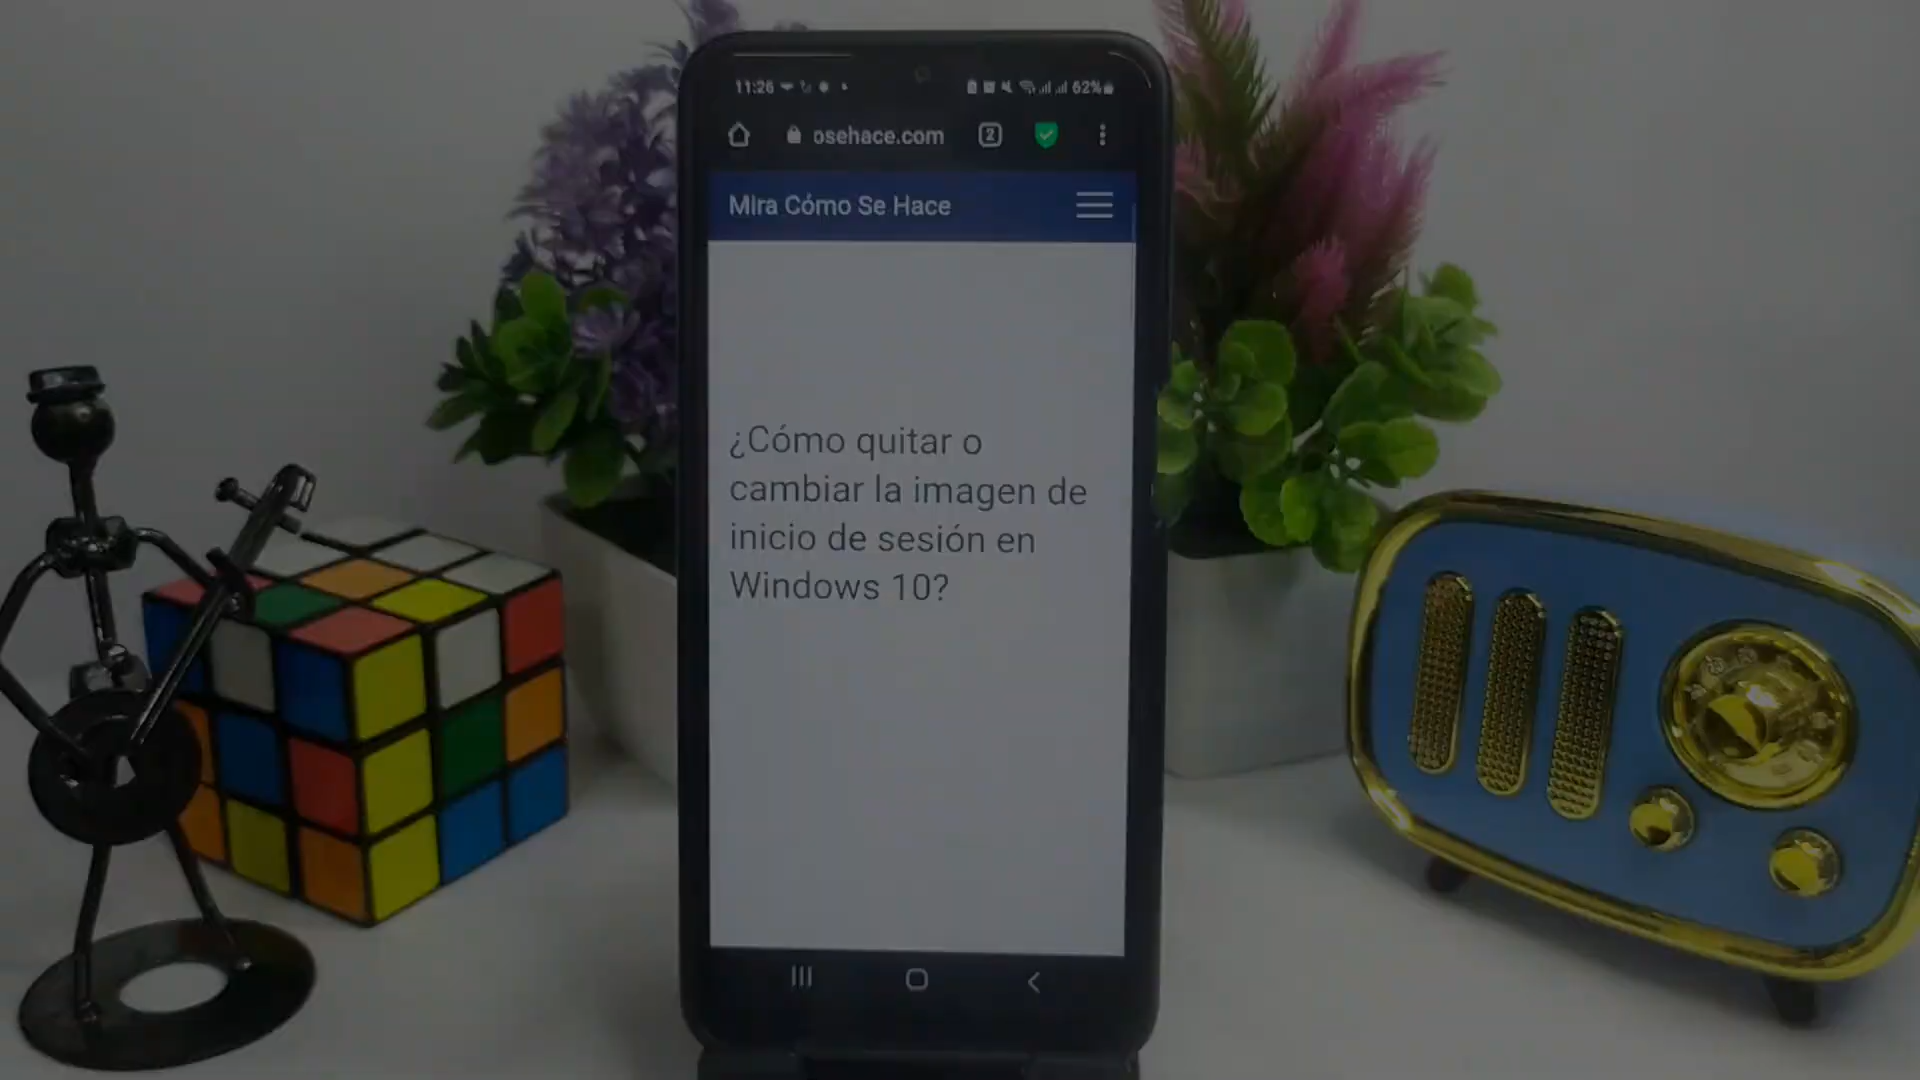 11:26
62%
osehace.com
2
Mira Cómo Se Hace
¿Cómo quitar o
cambiar la imagen de
inicio de sesión en
Windows 10?